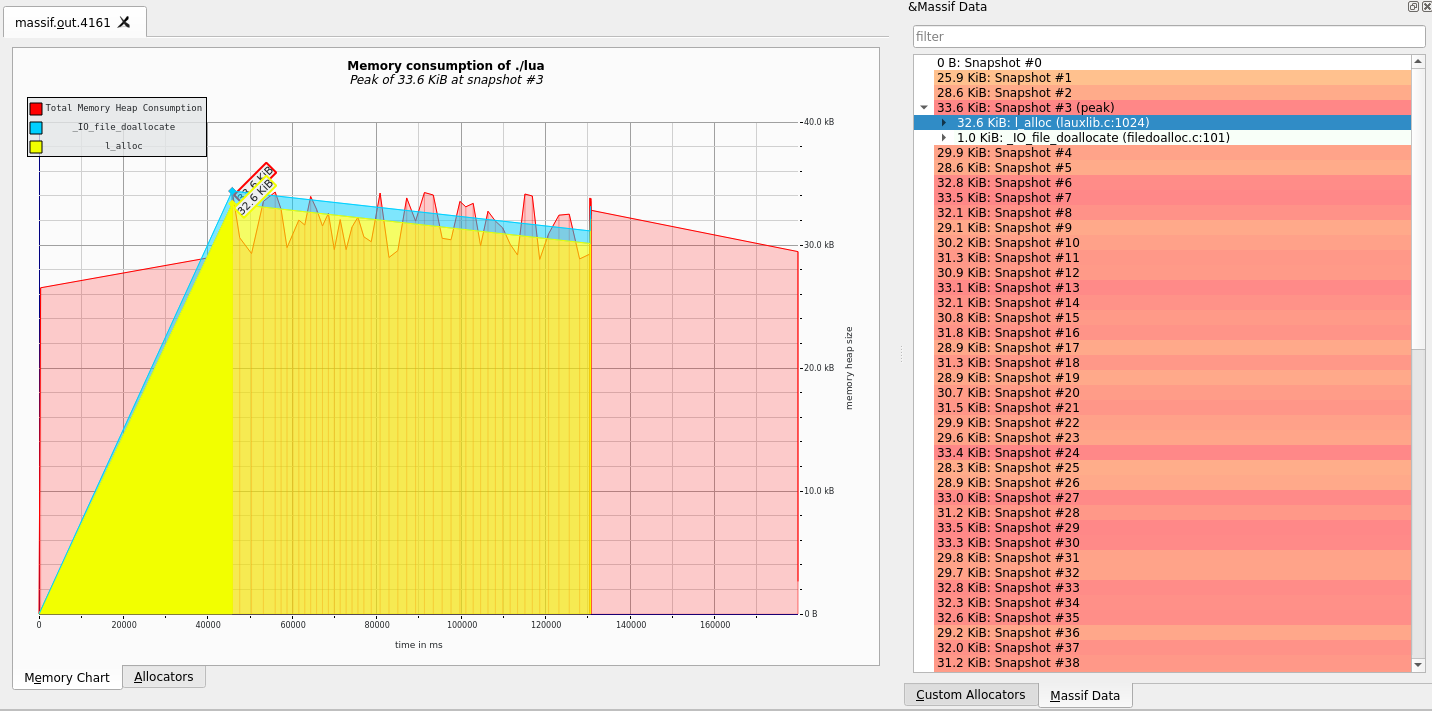 massif.out.4161
Memory consumption of ./lua
Peak of 33.6 KiB at snapshot #3
Total Memory Heap Consumption
_IO_file_doallocate
l_alloc
32.6 KiB
40.0 kB
30.0 kB
20.0 kB
10.0 kB
0 B
memory heap size
0 20000 40000 60000 80000 100000 120000 140000 160000
time in ms
Memory Chart
Allocators
&Massif Data
filter
0 B: Snapshot #0
25.9 KiB: Snapshot #1
28.6 KiB: Snapshot #2
33.6 KiB: Snapshot #3 (peak)
32.6 KiB: l_alloc (lauxlib.c:1024)
1.0 KiB: _IO_file_doallocate (filedoalloc.c:101)
29.9 KiB: Snapshot #4
28.6 KiB: Snapshot #5
32.8 KiB: Snapshot #6
33.5 KiB: Snapshot #7
32.1 KiB: Snapshot #8
29.1 KiB: Snapshot #9
30.2 KiB: Snapshot #10
31.3 KiB: Snapshot #11
30.9 KiB: Snapshot #12
33.1 KiB: Snapshot #13
32.1 KiB: Snapshot #14
30.8 KiB: Snapshot #15
31.8 KiB: Snapshot #16
28.9 KiB: Snapshot #17
31.3 KiB: Snapshot #18
28.9 KiB: Snapshot #19
30.7 KiB: Snapshot #20
31.5 KiB: Snapshot #21
29.9 KiB: Snapshot #22
29.6 KiB: Snapshot #23
33.4 KiB: Snapshot #24
28.3 KiB: Snapshot #25
28.9 KiB: Snapshot #26
33.0 KiB: Snapshot #27
31.2 KiB: Snapshot #28
33.5 KiB: Snapshot #29
33.3 KiB: Snapshot #30
29.8 KiB: Snapshot #31
29.7 KiB: Snapshot #32
32.8 KiB: Snapshot #33
32.3 KiB: Snapshot #34
32.6 KiB: Snapshot #35
29.2 KiB: Snapshot #36
32.0 KiB: Snapshot #37
31.2 KiB: Snapshot #38
Custom Allocators
Massif Data